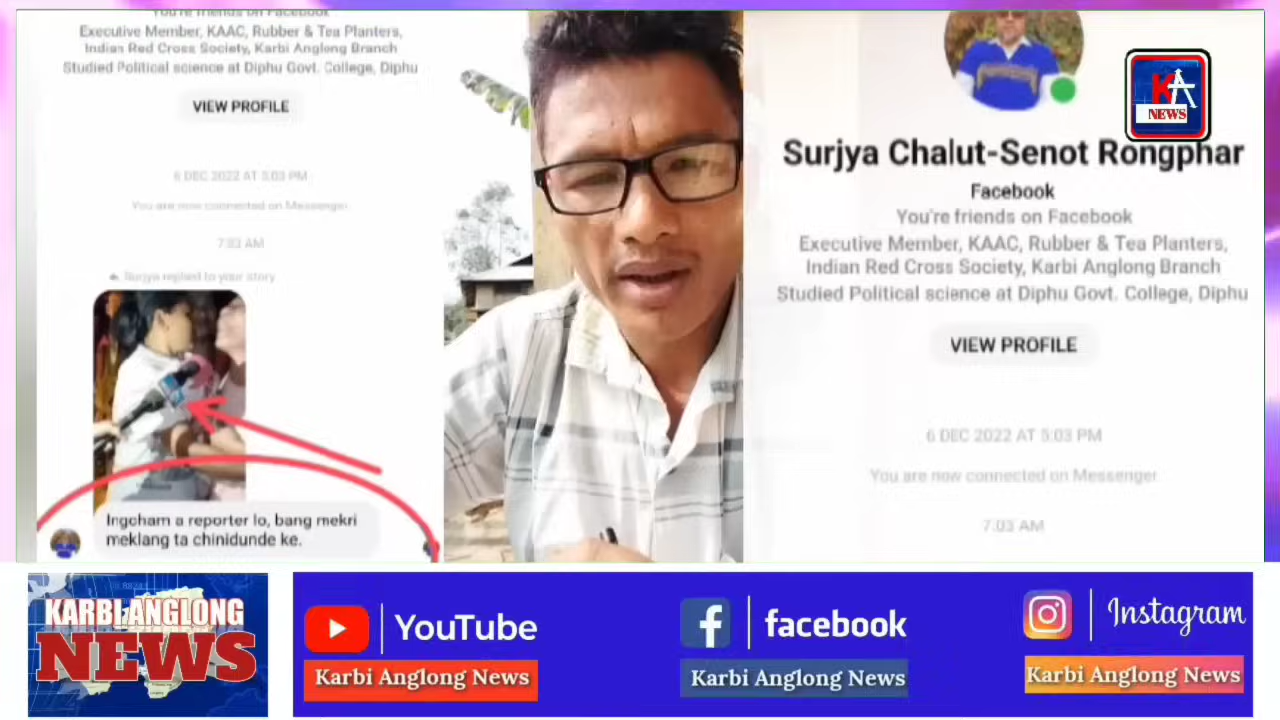 You're friends on Facebook
Executive Member, KAAC, Rubber & Tea Planters,
Indian Red Cross Society, Karbi Anglong Branch
Studied Political science at Diphu Govt. College, Diphu
VIEW PROFILE
6 DEC 2022 AT 5:03 PM
You are now connected on Messenger
7:03 AM
Surjya replied to your story
Ingcham a reporter lo, bang mekri
meklang ta chinidunde ke.
KA
NEWS
Surjya Chalut-Senot Rongphar
Facebook
You're friends on Facebook
Executive Member, KAAC, Rubber & Tea Planters,
Indian Red Cross Society, Karbi Anglong Branch
Studied Political science at Diphu Govt. College, Diphu
VIEW PROFILE
6 DEC 2022 AT 5:03 PM
You are now connected on Messenger
7:03 AM
KARBI ANGLONG
NEWS
YouTube
Karbi Anglong News
facebook
Karbi Anglong News
Instagram
Karbi Anglong News